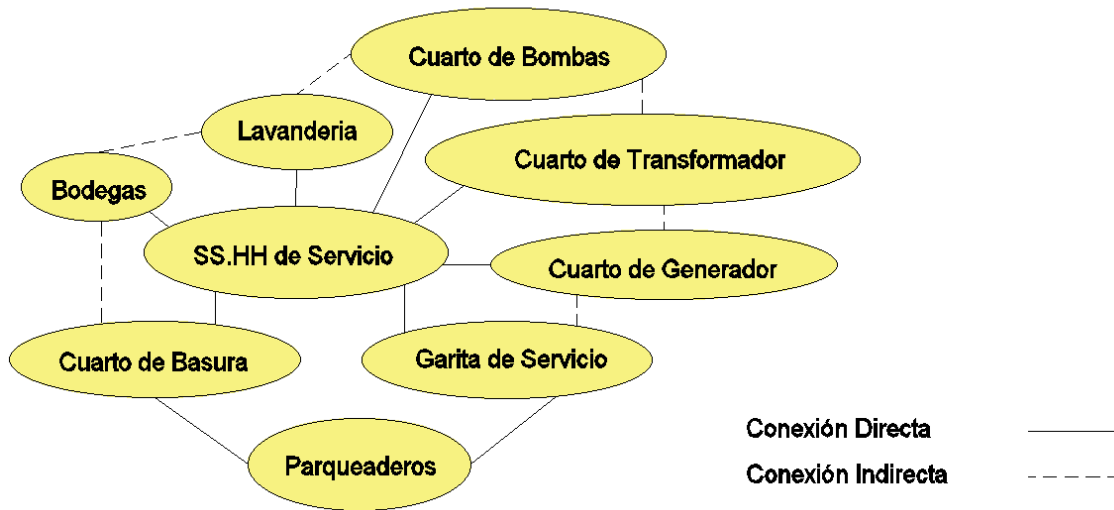 Cuarto de Bombas
Lavanderia
Cuarto de Transformador
Bodegas
SS.HH de Servicio
Cuarto de Generador
Cuarto de Basura
Garita de Servicio
Parqueaderos
Conexión Directa
Conexión Indirecta